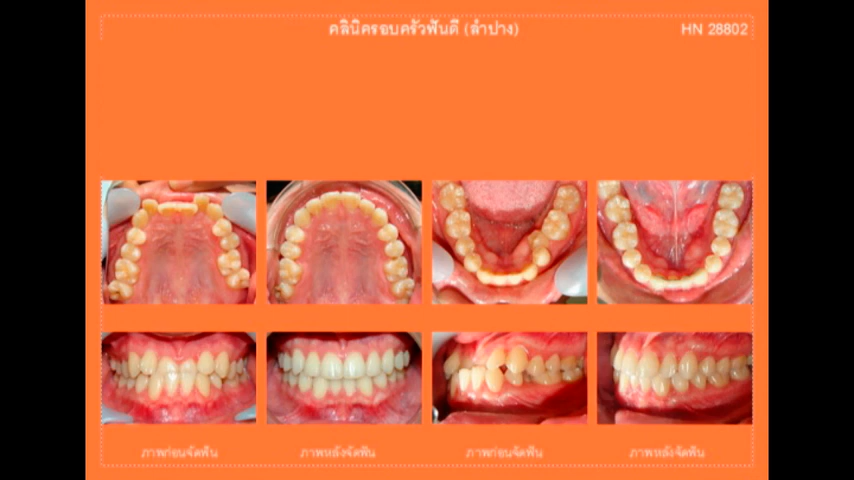 คลินิครอบครัวฟันดี (ลำปาง)
HN 28802
ภาพก่อนจัดฟัน
ภาพหลังจัดฟัน
ภาพก่อนจัดฟัน
ภาพหลังจัดฟัน